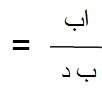 = اب
ب د